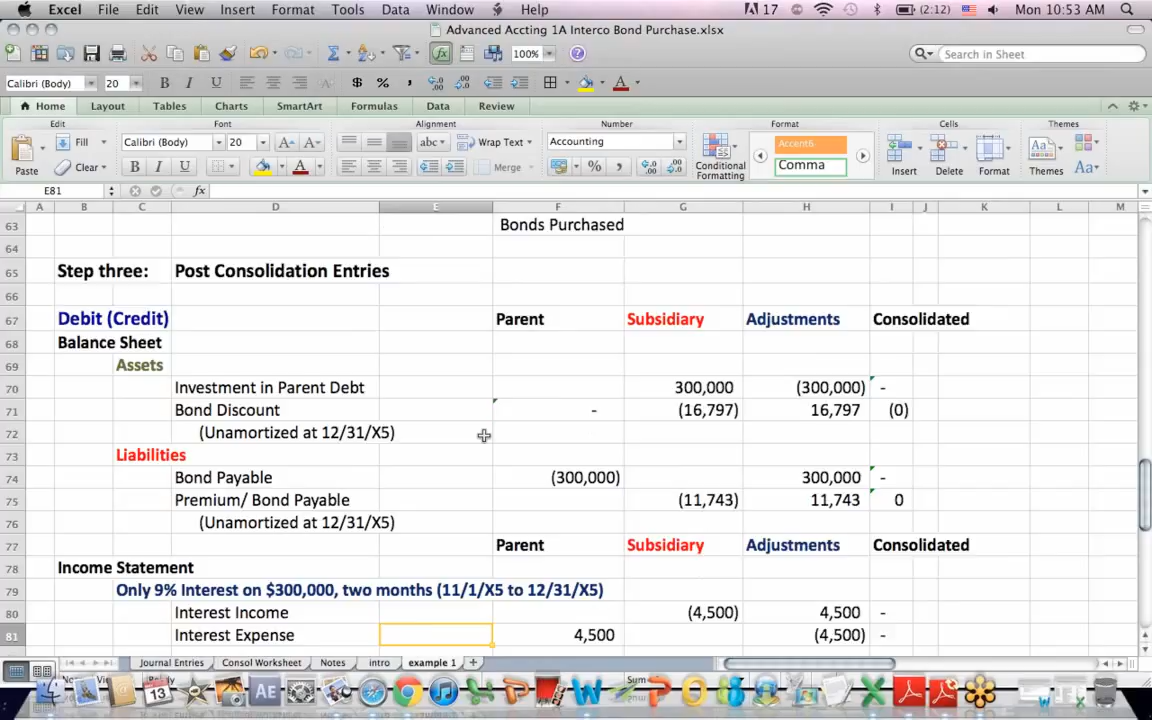 Excel File Edit View Insert Format Tools Data Window Help 17 (2:12) Mon 10:53 AM
Advanced Accting 1A Interco Bond Purchase.xlsx
100% Search in Sheet
Calibri (Body) 20 B I U $ % ,
Home Layout Tables Charts SmartArt Formulas Data Review
Edit Font Alignment Number Format Cells Themes
Fill Calibri (Body) 20 A A abc Wrap Text Accounting Accent6
Paste Clear B I U A Merge % , Conditional Formatting Comma Insert Delete Format Themes Aa
E81 fx
A B C D E F G H I J K L M
63 Bonds Purchased
64
65 Step three: Post Consolidation Entries
66
67 Debit (Credit) Parent Subsidiary Adjustments Consolidated
68 Balance Sheet
69 Assets
70 Investment in Parent Debt 300,000 (300,000) -
71 Bond Discount - (16,797) 16,797 (0)
72 (Unamortized at 12/31/X5)
73 Liabilities
74 Bond Payable (300,000) 300,000 -
75 Premium/ Bond Payable (11,743) 11,743 0
76 (Unamortized at 12/31/X5)
77 Parent Subsidiary Adjustments Consolidated
78 Income Statement
79 Only 9% Interest on $300,000, two months (11/1/X5 to 12/31/X5)
80 Interest Income (4,500) 4,500 -
81 Interest Expense 4,500 (4,500) -
Journal Entries Consol Worksheet Notes intro example 1 +